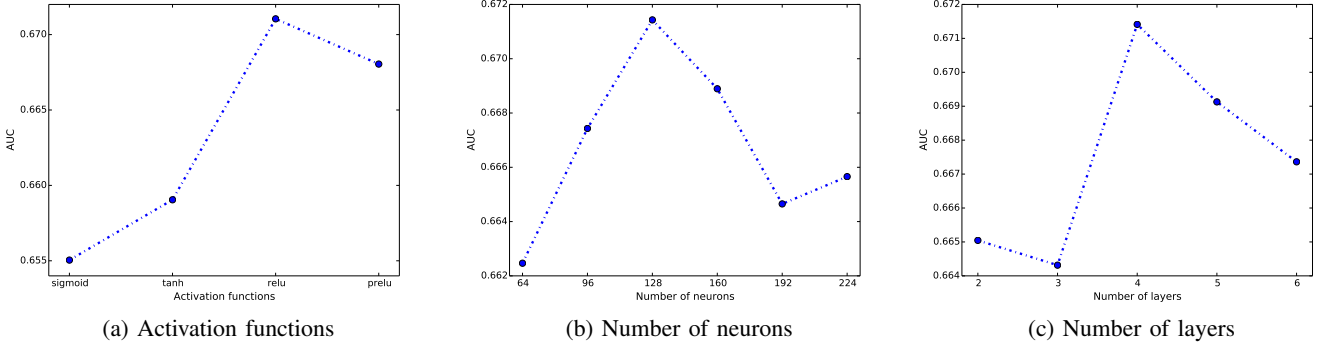 0.670
0.665
0.660
0.655
AUC
sigmoid tanh relu prelu
Activation functions
(a) Activation functions
0.672
0.670
0.668
0.666
0.664
0.662
AUC
64 96 128 160 192 224
Number of neurons
(b) Number of neurons
0.672
0.671
0.670
0.669
0.668
0.667
0.666
0.665
0.664
AUC
2 3 4 5 6
Number of layers
(c) Number of layers